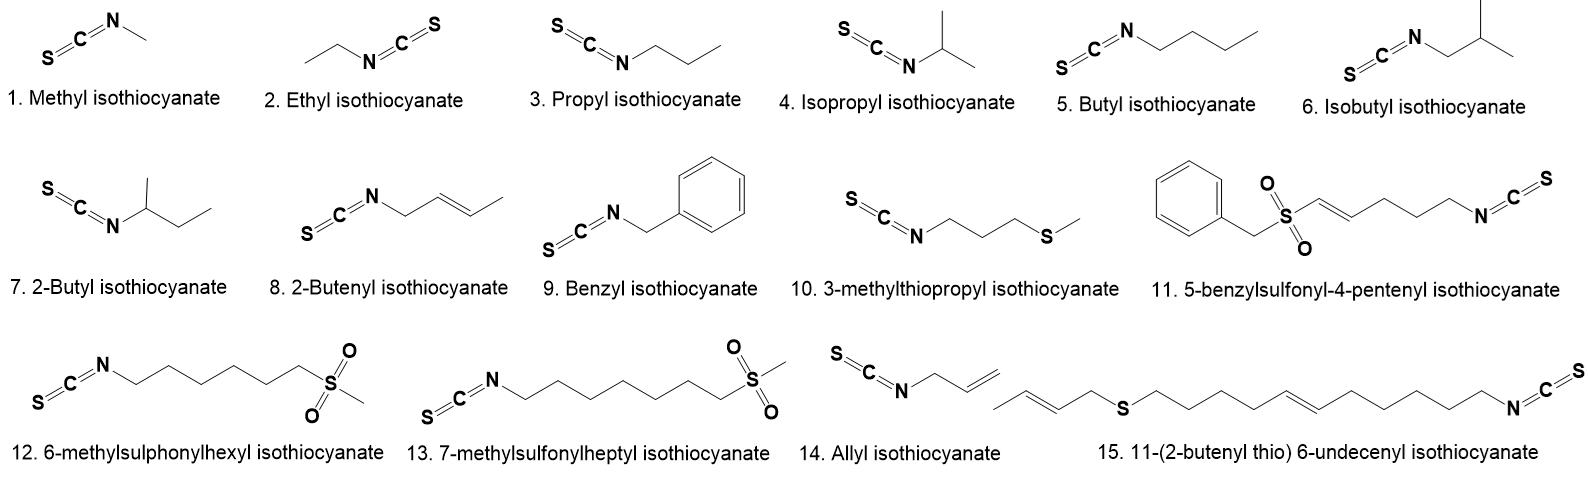 S C N
N C S
S C N
S C N
S C N
S C N
1. Methyl isothiocyanate
2. Ethyl isothiocyanate
3. Propyl isothiocyanate
4. Isopropyl isothiocyanate
5. Butyl isothiocyanate
6. Isobutyl isothiocyanate
S C N
S C N
S C N
S C N S
O S O N C S
7. 2-Butyl isothiocyanate
8. 2-Butenyl isothiocyanate
9. Benzyl isothiocyanate
10. 3-methylthiopropyl isothiocyanate
11. 5-benzylsulfonyl-4-pentenyl isothiocyanate
S C N O S O
S C N O S O
S C N
S N C S
12. 6-methylsulphonylhexyl isothiocyanate
13. 7-methylsulfonylheptyl isothiocyanate
14. Allyl isothiocyanate
15. 11-(2-butenyl thio) 6-undecenyl isothiocyanate